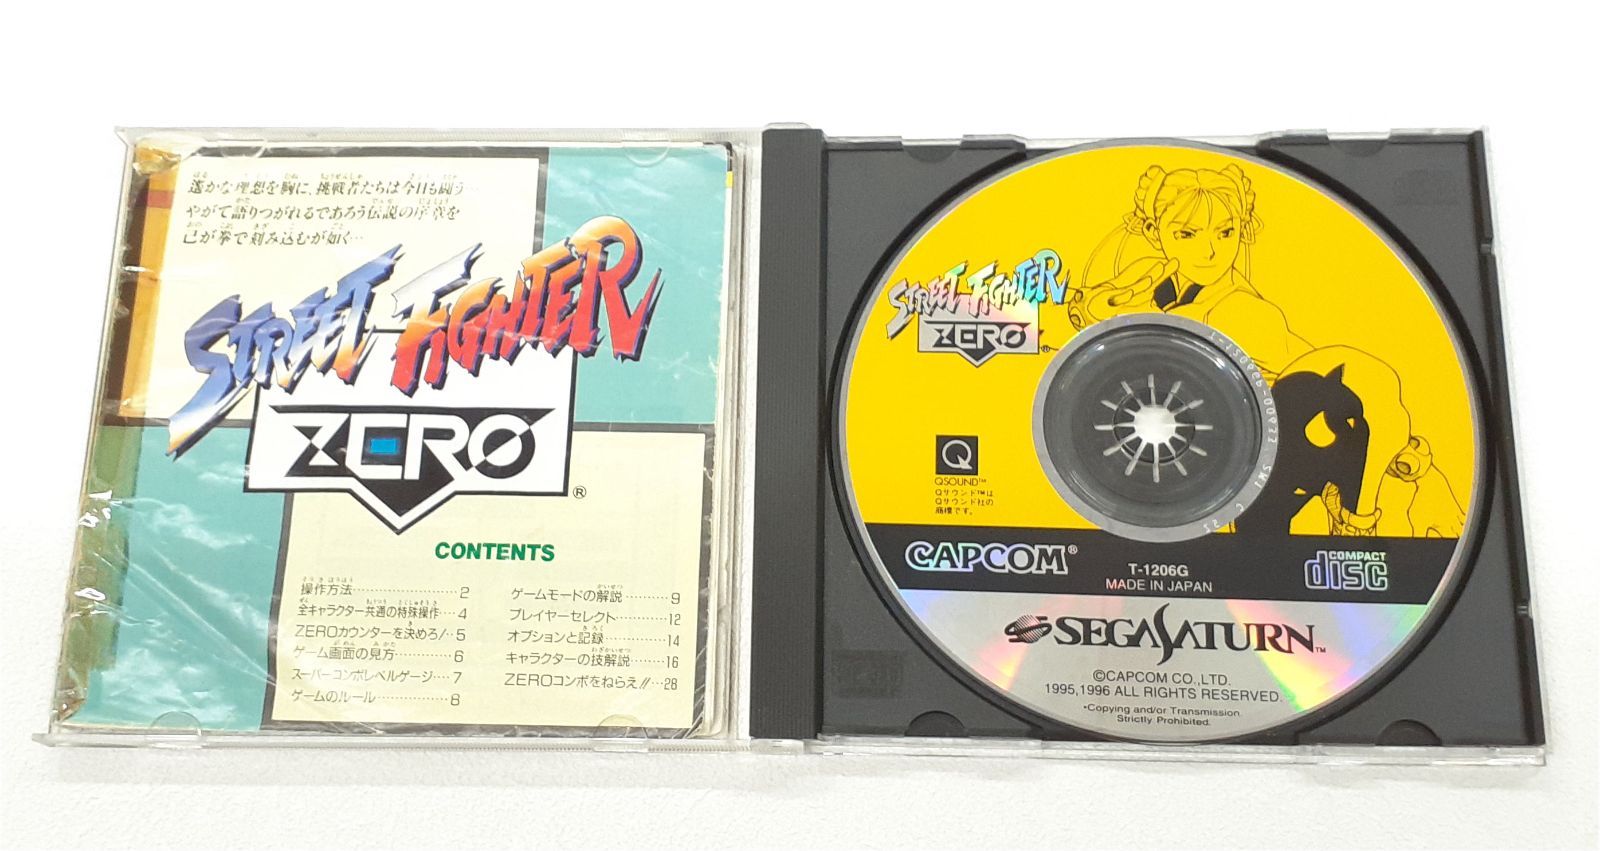 遙かな理想を胸に、挑戦者たちは今日も闘う…
やがて語りつがれるであろう伝説の序章を
己が拳で刻み込むが如く…
STREET FIGHTER
ZERO
®
CONTENTS
操作方法 2
全キャラクター共通の特殊操作 4
ZEROカウンターを決めろ! 5
ゲーム画面の見方 6
スーパーコンボレベルゲージ 7
ゲームのルール 8
ゲームモードの解説 9
プレイヤーセレクト 12
オプションと記録 14
キャラクターの技解説 16
ZEROコンボをねらえ!! 28
STREET FIGHTER
ZERO ®
Q
QSOUND™
Qサウンド™は
Qサウンド社の
商標です。
CAPCOM®
T-1206G
MADE IN JAPAN
COMPACT
disc
SEGA SATURN™
©CAPCOM CO.,LTD.
1995,1996 ALL RIGHTS RESERVED.
•Copying and/or Transmission
Strictly Prohibited.